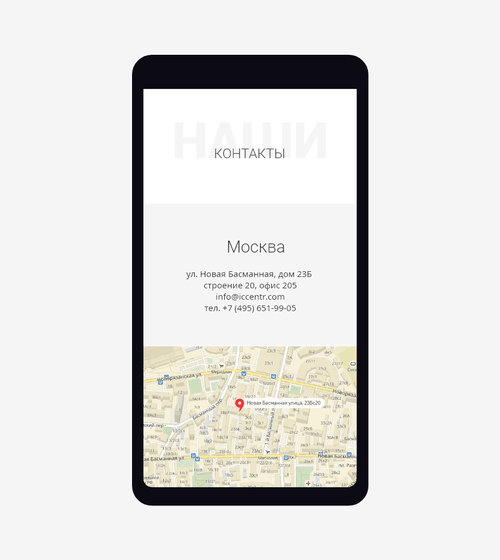 НАШИ
КОНТАКТЫ
Москва
ул. Новая Басманная, дом 23Б
строение 20, офис 205
info@iccentr.com
тел. +7 (495) 651-99-05
Новая Басманная улица, 23Бс20